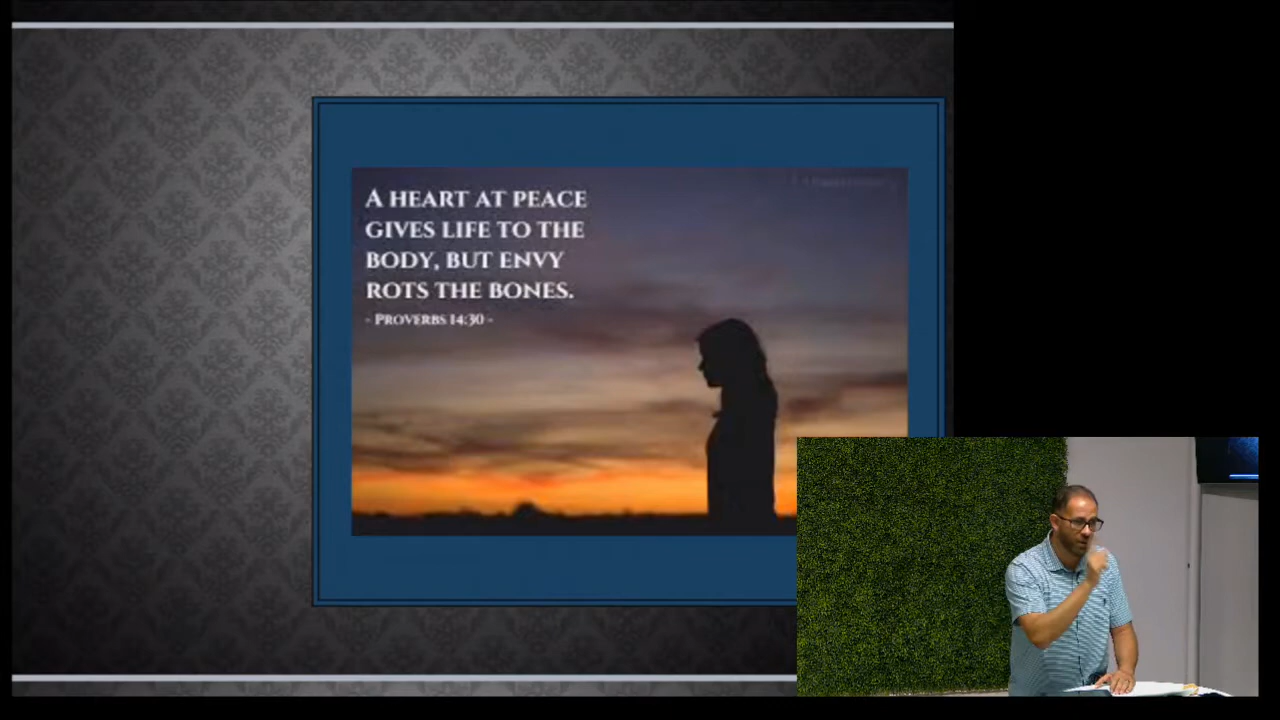 A HEART AT PEACE
GIVES LIFE TO THE
BODY, BUT ENVY
ROTS THE BONES.
- PROVERBS 14:30 -